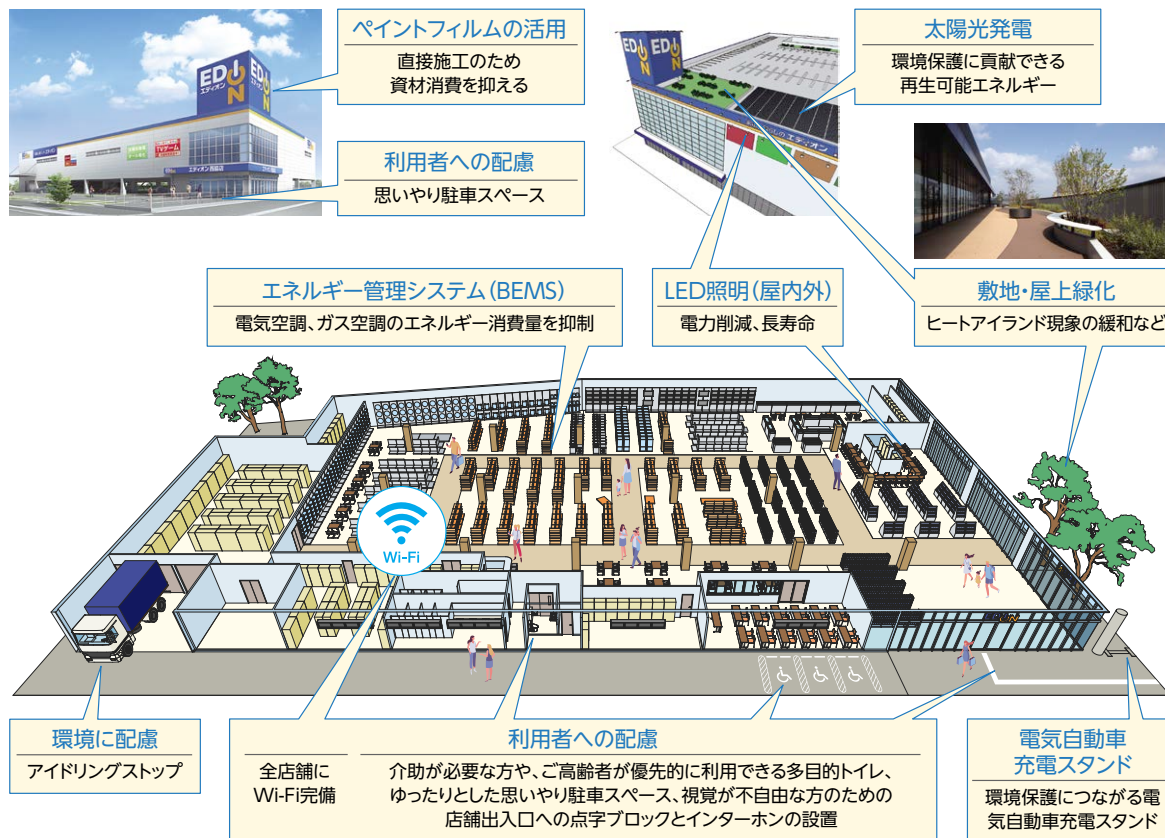 ペイントフィルムの活用
直接施工のため
資材消費を抑える
太陽光発電
環境保護に貢献できる
再生可能エネルギー
EDION
エディオン
EDION
利用者への配慮
思いやり駐車スペース
エネルギー管理システム(BEMS)
電気空調、ガス空調のエネルギー消費量を抑制
LED照明(屋内外)
電力削減、長寿命
敷地・屋上緑化
ヒートアイランド現象の緩和など
Wi-Fi
環境に配慮
アイドリングストップ
利用者への配慮
全店舗に
Wi-Fi完備
介助が必要な方や、ご高齢者が優先的に利用できる多目的トイレ、
ゆったりとした思いやり駐車スペース、視覚が不自由な方のための
店舗出入口への点字ブロックとインターホンの設置
電気自動車
充電スタンド
環境保護につながる電
気自動車充電スタンド